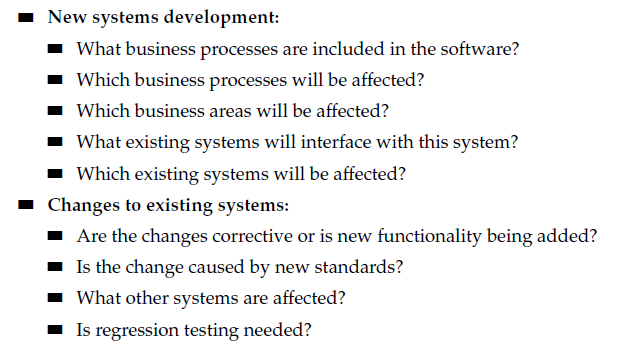 ■ New systems development:
■ What business processes are included in the software?
■ Which business processes will be affected?
■ Which business areas will be affected?
■ What existing systems will interface with this system?
■ Which existing systems will be affected?
■ Changes to existing systems:
■ Are the changes corrective or is new functionality being added?
■ Is the change caused by new standards?
■ What other systems are affected?
■ Is regression testing needed?